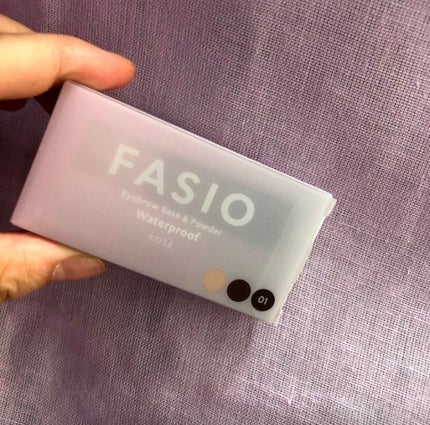 FASIO
Eyebrow Base & Powder
Waterproof
KOSÉ
01